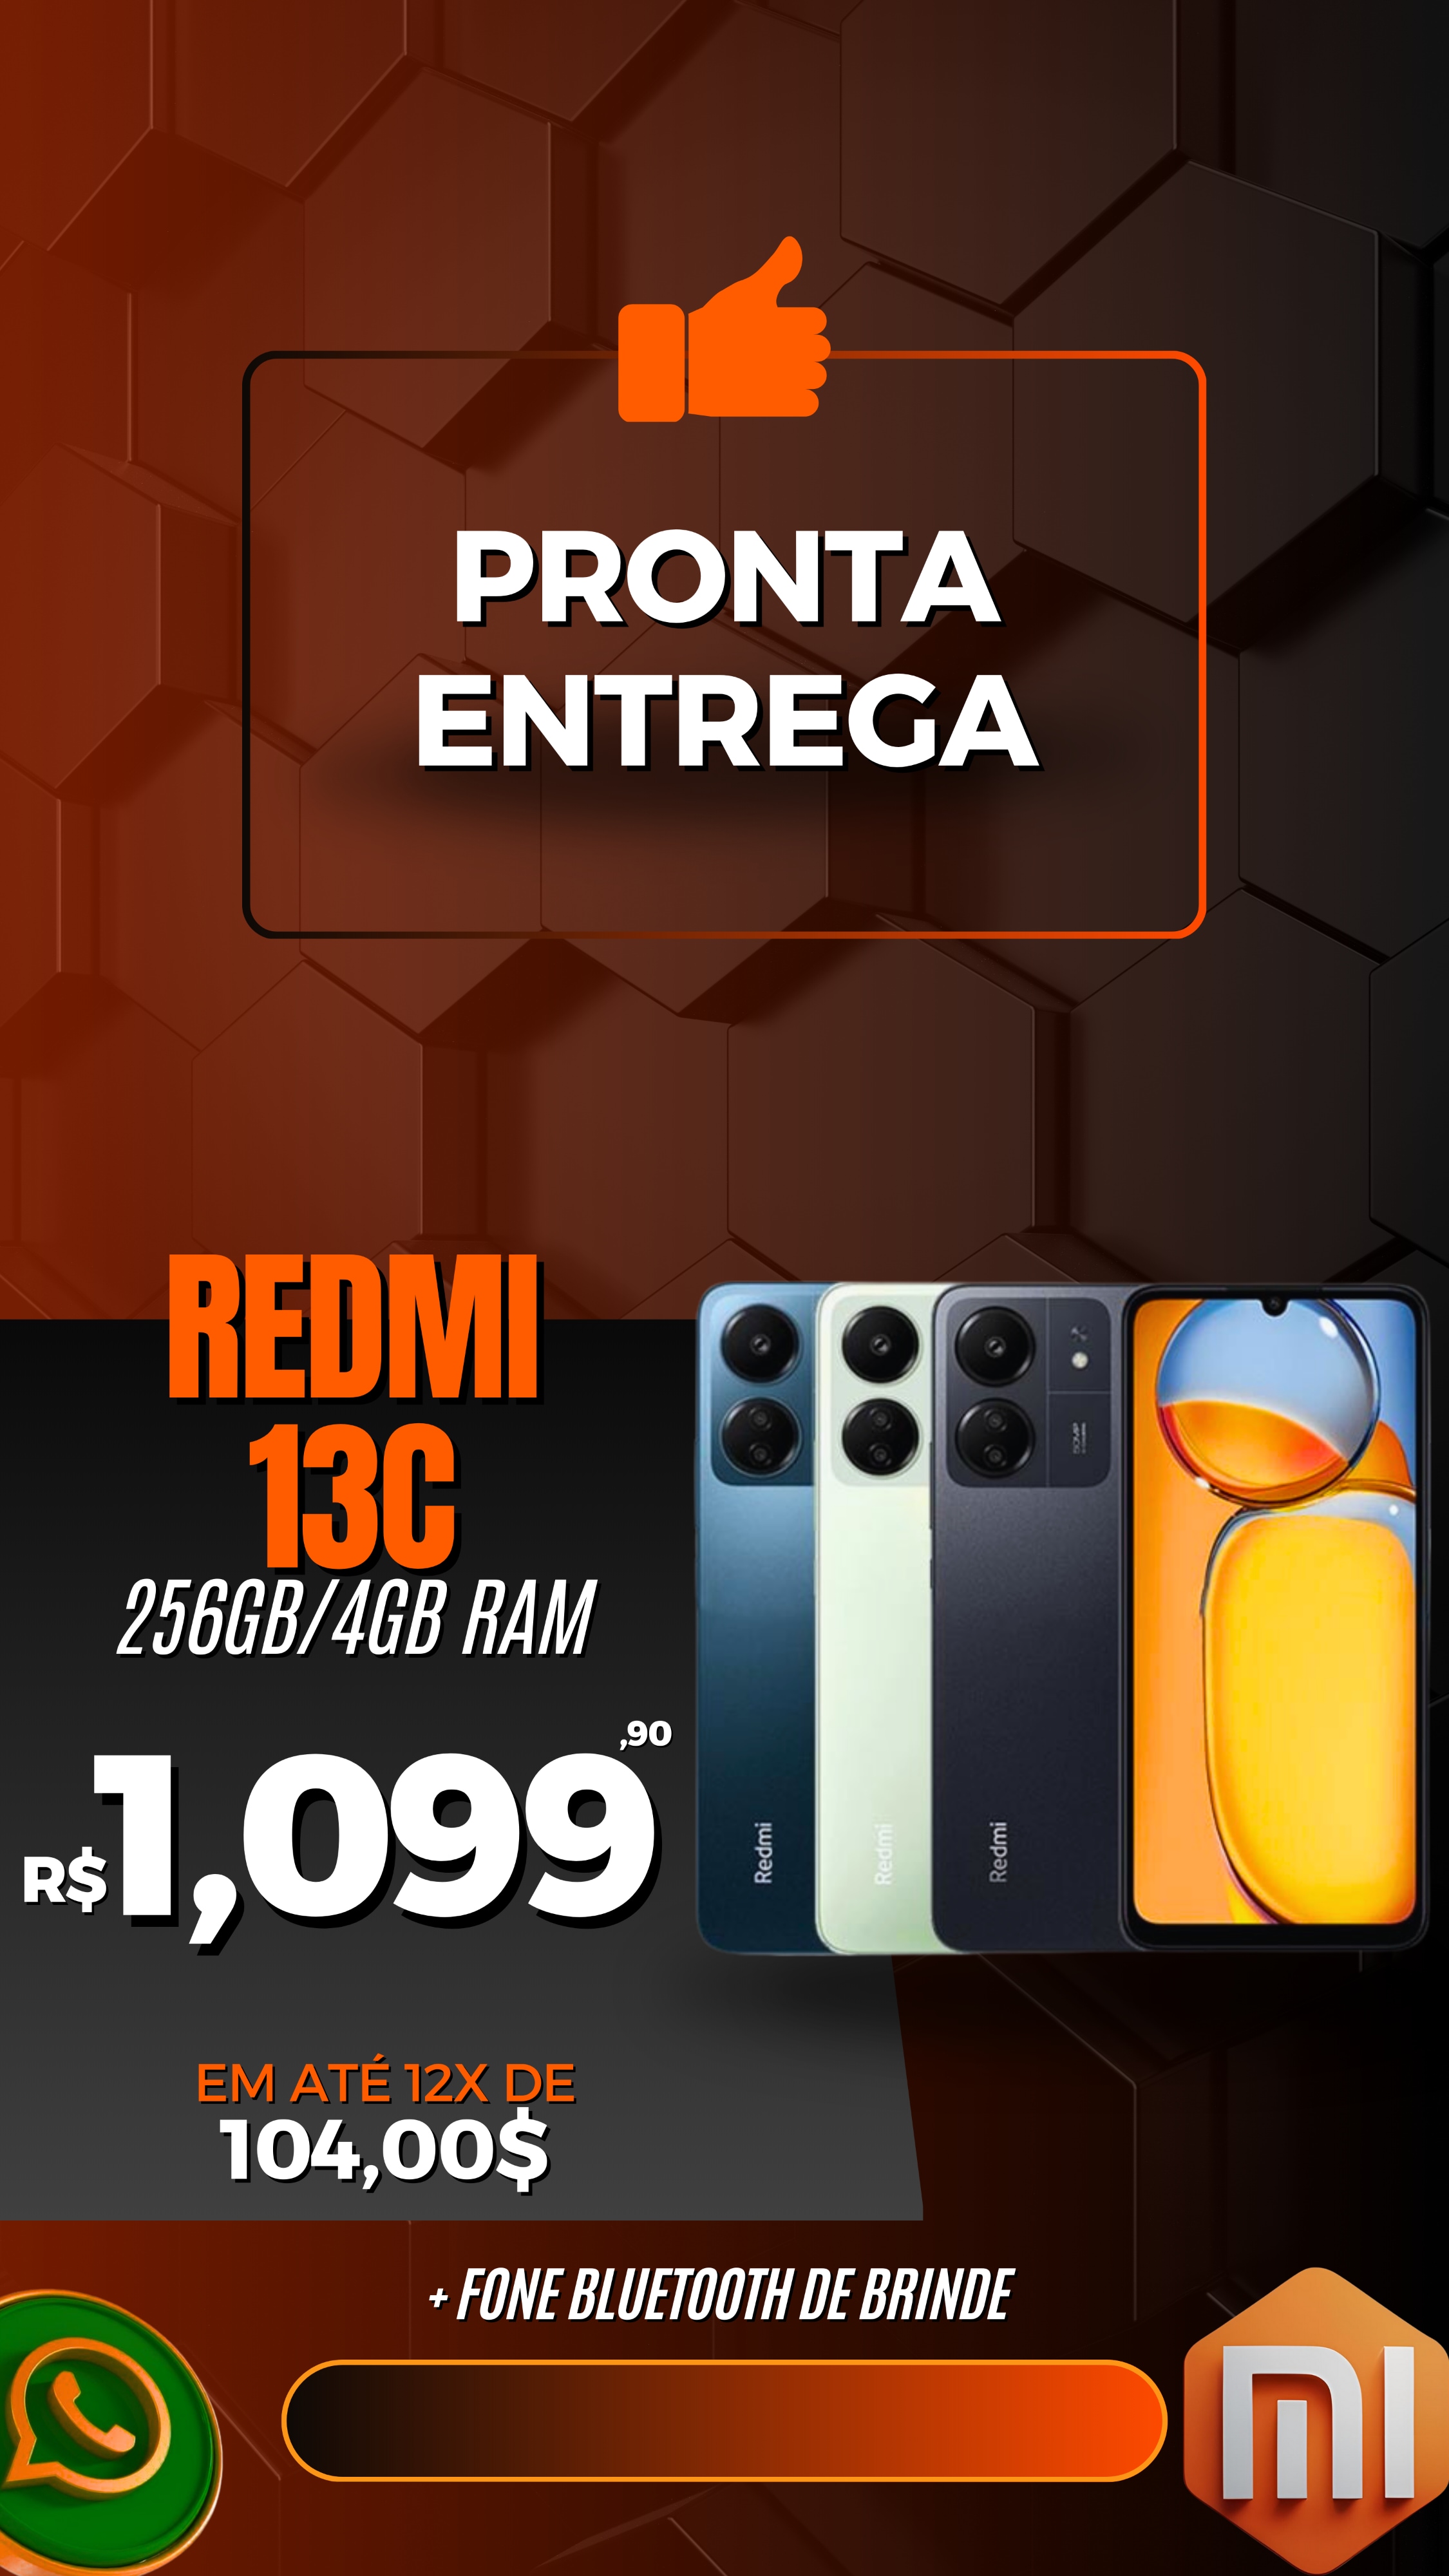 PRONTA
ENTREGA
REDMI
13C
256GB/4GB RAM
R$1,099,90
EM ATÉ 12X DE
104,00$
+ FONE BLUETOOTH DE BRINDE
Redmi
Redmi
Redmi
MI